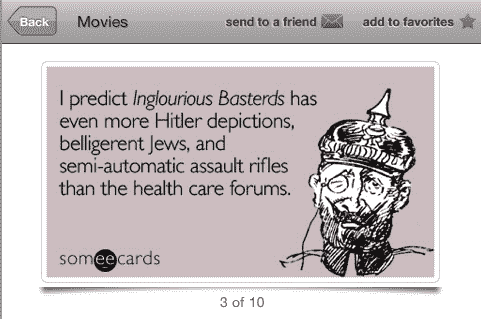 Back Movies send to a friend add to favorites
I predict Inglourious Basterds has
even more Hitler depictions,
belligerent Jews, and
semi-automatic assault rifles
than the health care forums.
someecards
3 of 10